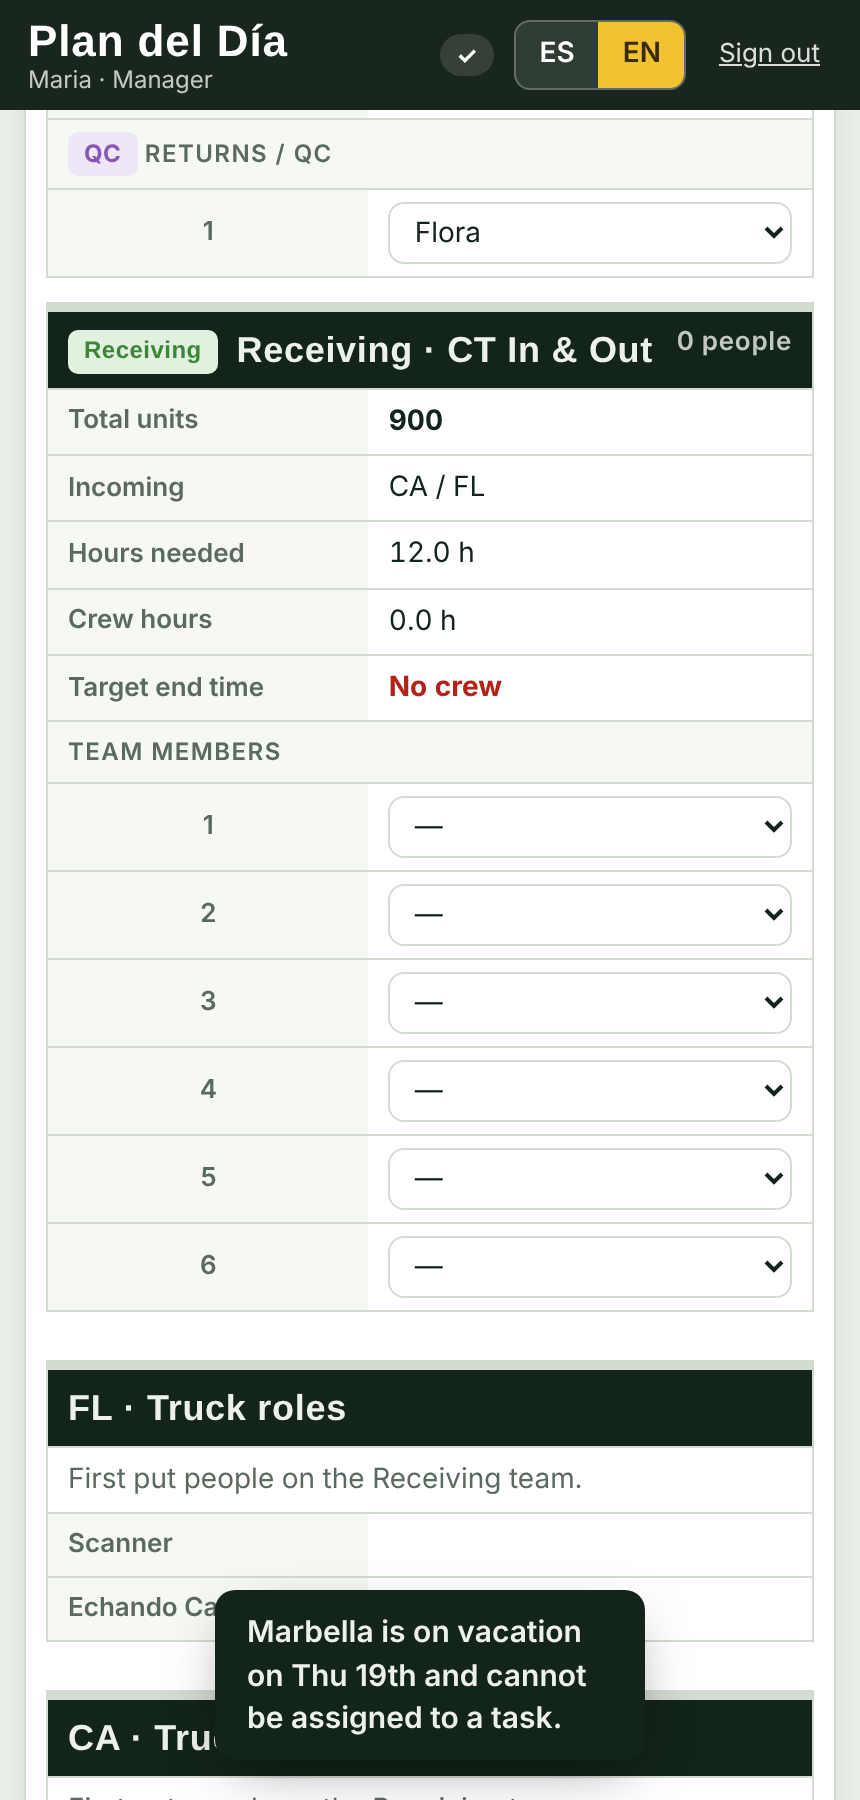 Plan del Día
Maria · Manager
✓
ES
EN
Sign out
QC RETURNS / QC
1 Flora
Receiving Receiving · CT In & Out 0 people
Total units 900
Incoming CA / FL
Hours needed 12.0 h
Crew hours 0.0 h
Target end time No crew
TEAM MEMBERS
1 —
2 —
3 —
4 —
5 —
6 —
FL · Truck roles
First put people on the Receiving team.
Scanner
Echando
Marbella is on vacation
on Thu 19th and cannot
be assigned to a task.
CA ·